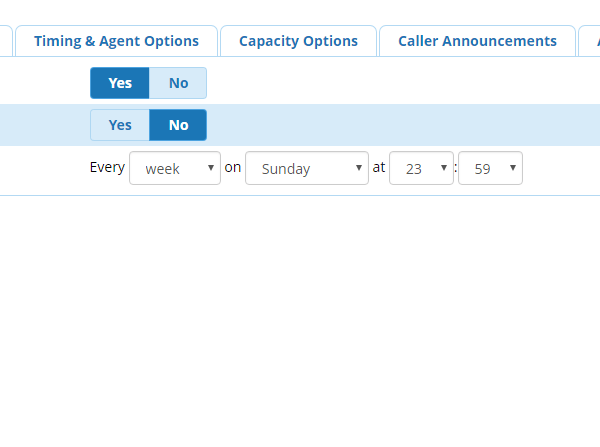 Timing & Agent Options Capacity Options Caller Announcements
Yes No
Yes No
Every week on Sunday at 23 : 59